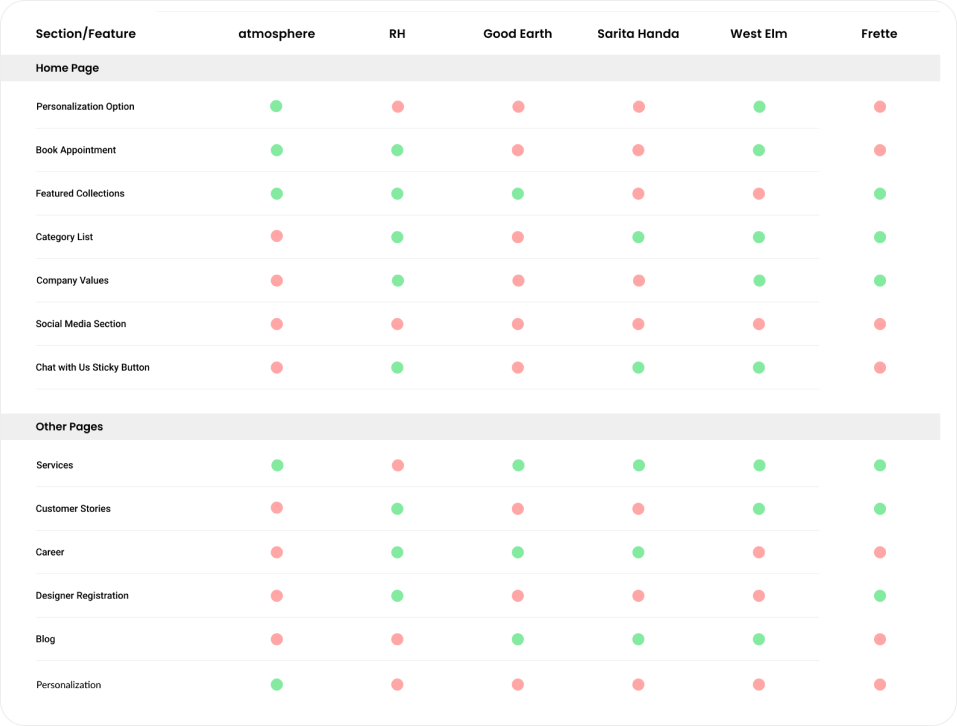 Section/Feature atmosphere RH Good Earth Sarita Handa West Elm Frette
Home Page
Personalization Option
Book Appointment
Featured Collections
Category List
Company Values
Social Media Section
Chat with Us Sticky Button
Other Pages
Services
Customer Stories
Career
Designer Registration
Blog
Personalization